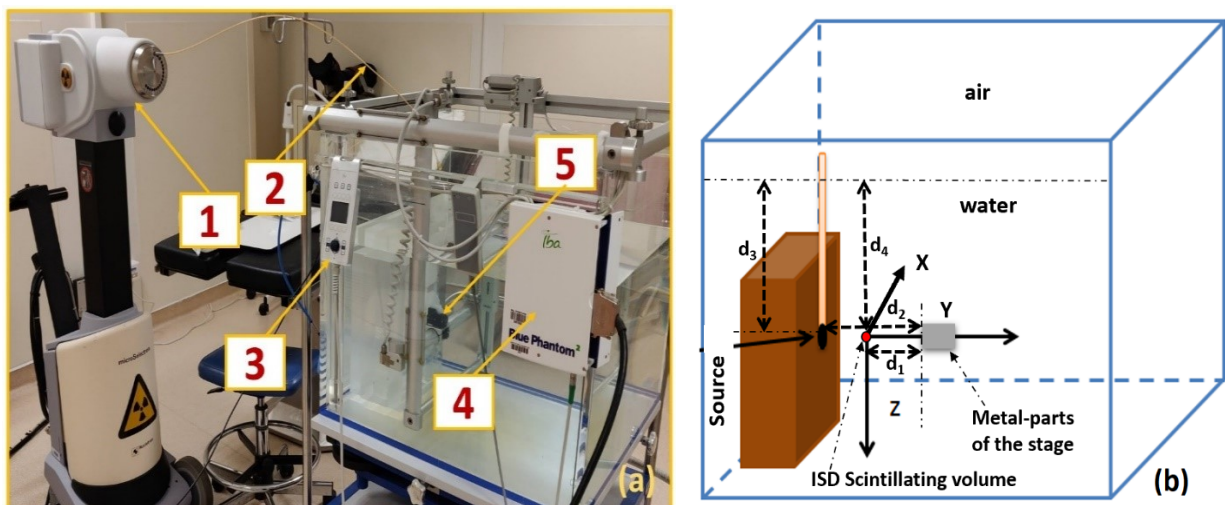 1
2
3
4
5
iba
Blue Phantom²
microSelectron
(a)
air
water
d₃
d₄
X
d₂
Y
d₁
Z
Source
Metal-parts
of the stage
ISD Scintillating volume
(b)